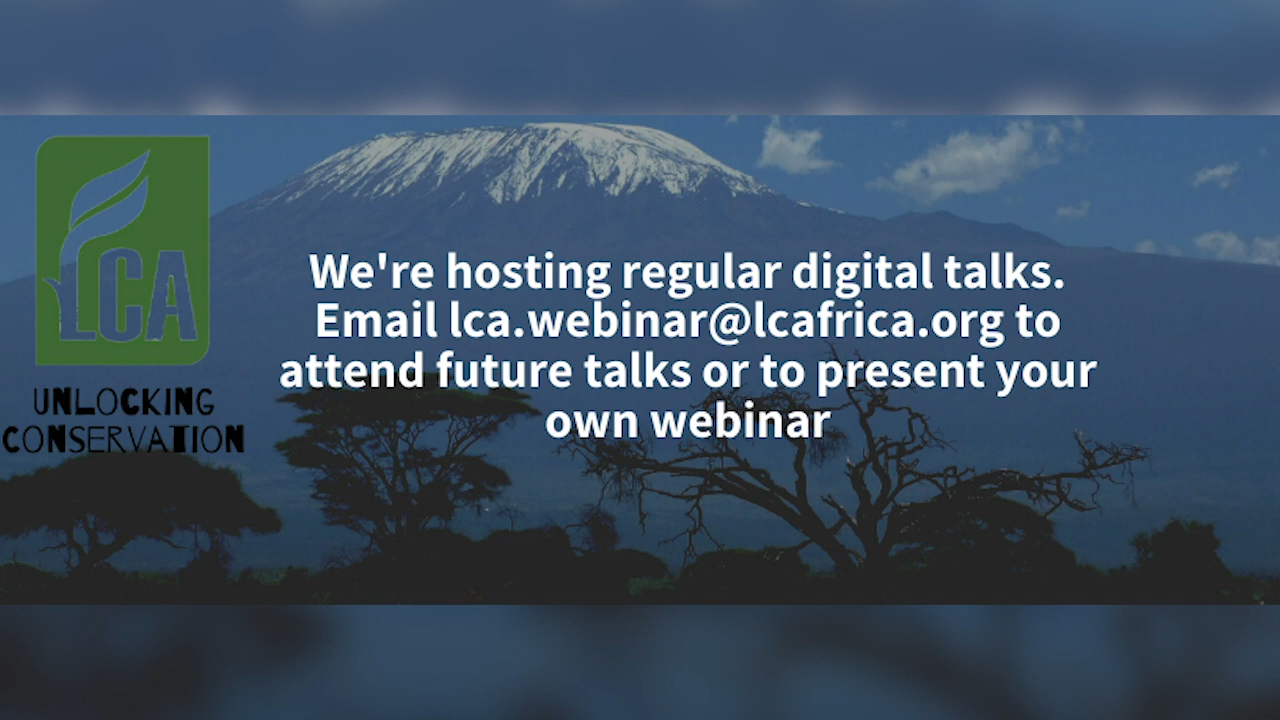 LCA
UNLOCKING
CONSERVATION
We're hosting regular digital talks.
Email lca.webinar@lcafrica.org to
attend future talks or to present your
own webinar